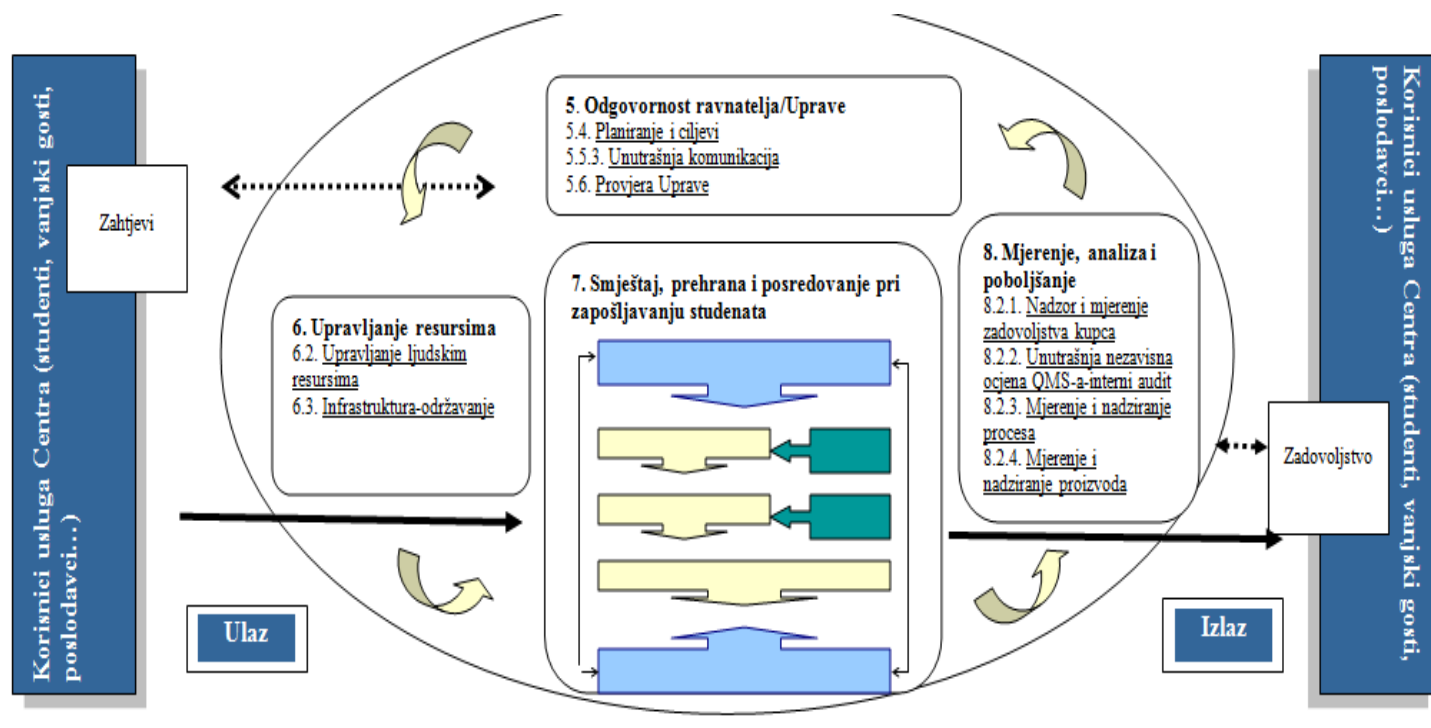 Korisnici usluga Centra (studenti, vanjski gosti,
poslodavci...)
Zahtjevi
5. Odgovornost ravnatelja/Uprave
5.4. Planiranje i ciljevi
5.5.3. Unutrašnja komunikacija
5.6. Provjera Uprave
6. Upravljanje resursima
6.2. Upravljanje ljudskim
resursima
6.3. Infrastruktura-održavanje
7. Smještaj, prehrana i posredovanje pri
zapošljavanju studenata
8. Mjerenje, analiza i
poboljšanje
8.2.1. Nadzor i mjerenje
zadovoljstva kupca
8.2.2. Unutrašnja nezavisna
ocjena QMS-a-interni audit
8.2.3. Mjerenje i nadziranje
procesa
8.2.4. Mjerenje i
nadziranje proizvoda
Zadovoljstvo
Ulaz
Izlaz
Korisnici usluga Centra (studenti, vanjski gosti,
poslodavci...)